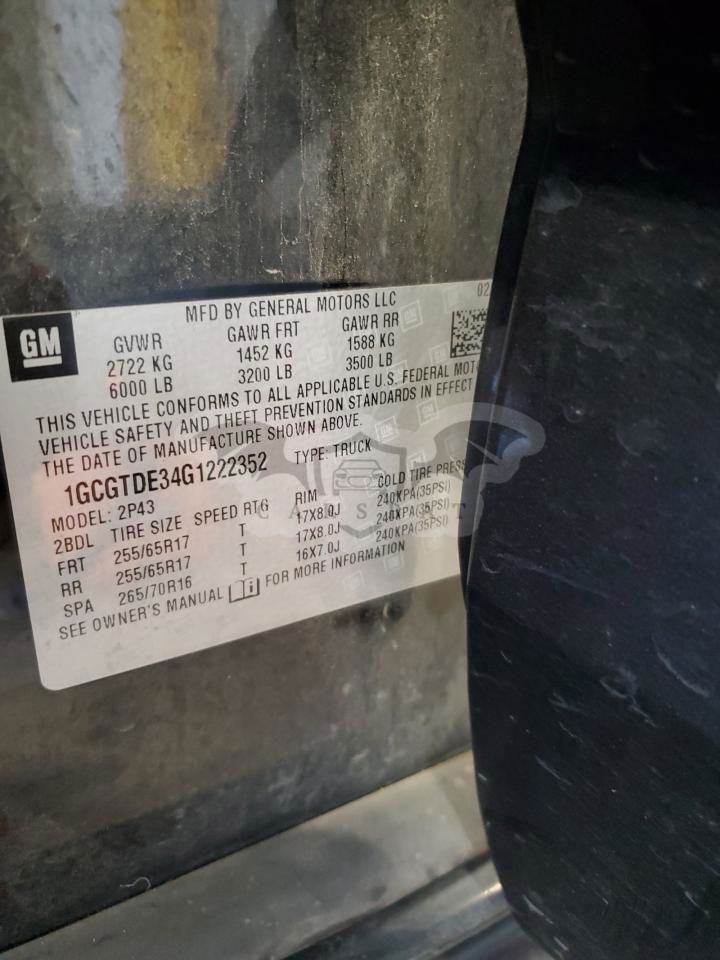 MFD BY GENERAL MOTORS LLC 02
GM
GVWR GAWR FRT GAWR RR
2722 KG 1452 KG 1588 KG
6000 LB 3200 LB 3500 LB
THIS VEHICLE CONFORMS TO ALL APPLICABLE U.S. FEDERAL MOT
VEHICLE SAFETY AND THEFT PREVENTION STANDARDS IN EFFECT
THE DATE OF MANUFACTURE SHOWN ABOVE.
1GCGTDE34G1222352 TYPE: TRUCK
MODEL: 2P43
2BDL TIRE SIZE SPEED RTG RIM COLD TIRE PRESS
FRT 255/65R17 T 17X8.0J 240KPA(35PSI)
RR 255/65R17 T 17X8.0J 240KPA(35PSI)
SPA 265/70R16 T 16X7.0J 240KPA(35PSI)
SEE OWNER'S MANUAL FOR MORE INFORMATION